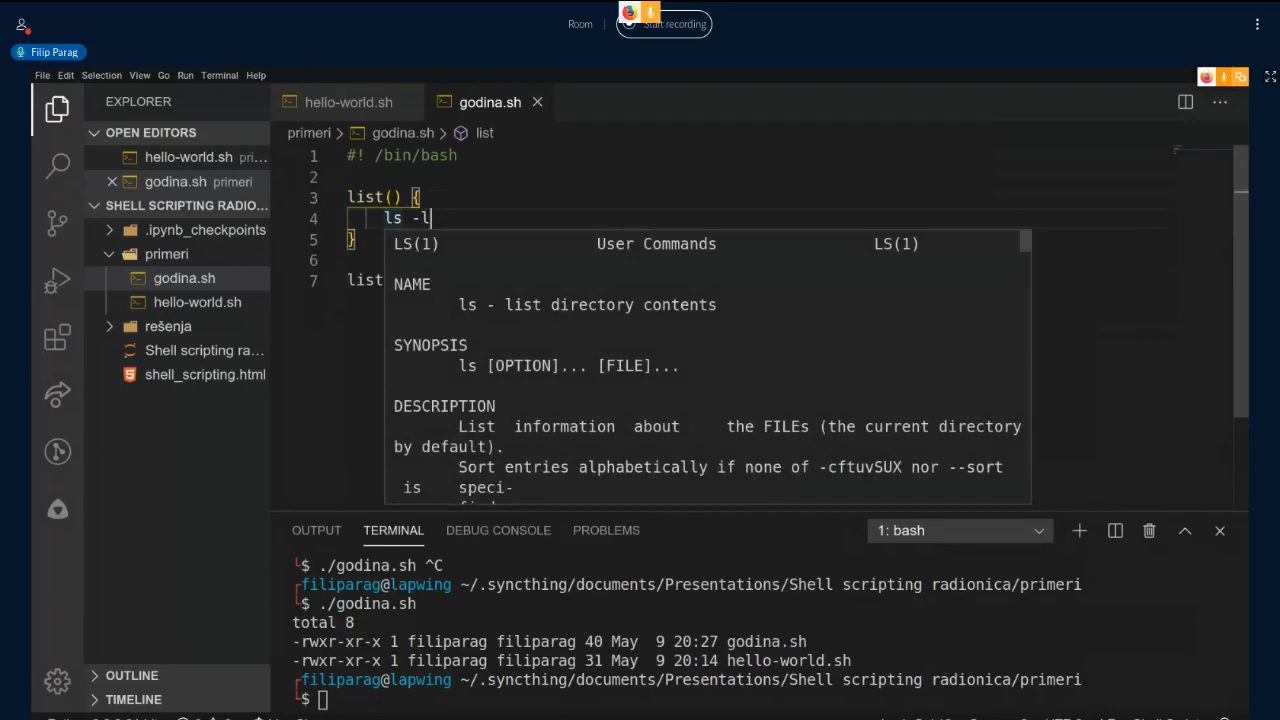 Room
Start recording
Filip Parag
File Edit Selection View Go Run Terminal Help
EXPLORER
OPEN EDITORS
hello-world.sh pri...
godina.sh primeri
SHELL SCRIPTING RADIO...
.ipynb_checkpoints
primeri
godina.sh
hello-world.sh
rešenja
Shell scripting ra...
shell_scripting.html
OUTLINE
TIMELINE
hello-world.sh godina.sh
primeri > godina.sh > list
1 #! /bin/bash
2
3 list() {
4 ls -l
5 }
6
7 list
LS(1) User Commands LS(1)
NAME
ls - list directory contents
SYNOPSIS
ls [OPTION]... [FILE]...
DESCRIPTION
List information about the FILEs (the current directory
by default).
Sort entries alphabetically if none of -cftuvSUX nor --sort
is speci-
OUTPUT TERMINAL DEBUG CONSOLE PROBLEMS 1: bash
$ ./godina.sh ^C
filiparag@lapwing ~/.syncthing/documents/Presentations/Shell scripting radionica/primeri
$ ./godina.sh
total 8
-rwxr-xr-x 1 filiparag filiparag 40 May 9 20:27 godina.sh
-rwxr-xr-x 1 filiparag filiparag 31 May 9 20:14 hello-world.sh
filiparag@lapwing ~/.syncthing/documents/Presentations/Shell scripting radionica/primeri
$